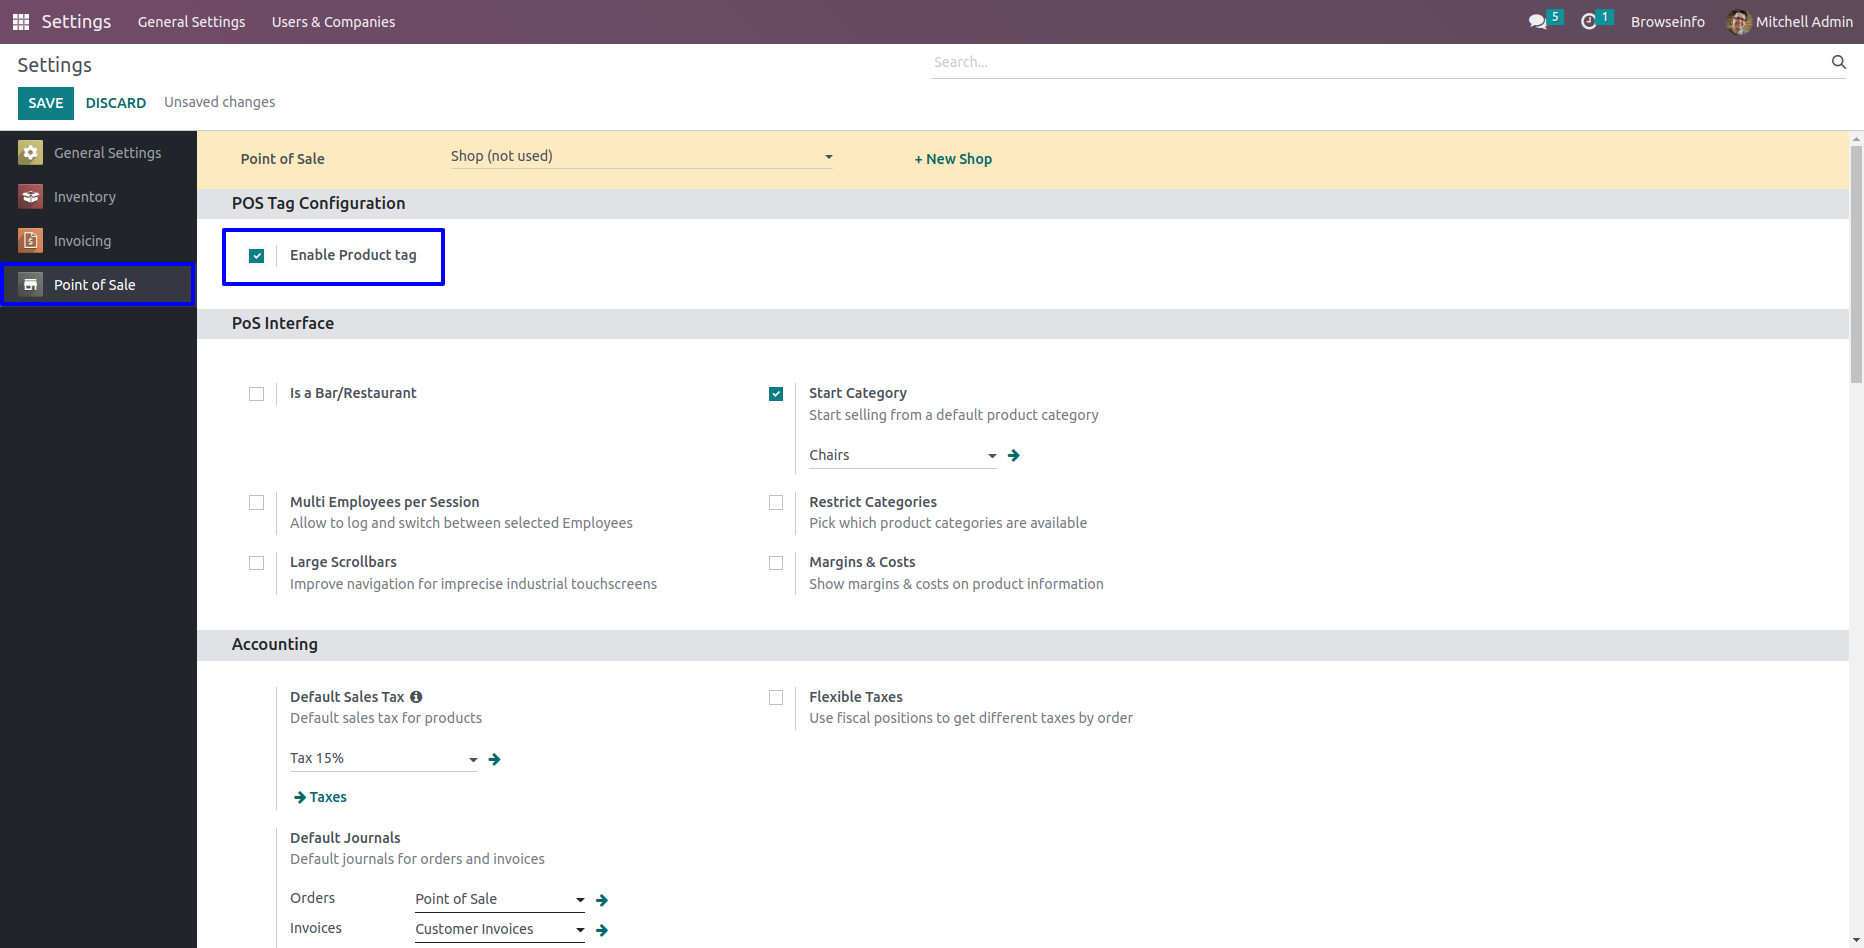 Settings General Settings Users & Companies 5 1 Browseinfo Mitchell Admin
Settings
Search...
SAVE DISCARD Unsaved changes
General Settings
Inventory
Invoicing
Point of Sale
Point of Sale Shop (not used) + New Shop
POS Tag Configuration
Enable Product tag
PoS Interface
Is a Bar/Restaurant
Start Category
Start selling from a default product category
Chairs
Multi Employees per Session
Allow to log and switch between selected Employees
Restrict Categories
Pick which product categories are available
Large Scrollbars
Improve navigation for imprecise industrial touchscreens
Margins & Costs
Show margins & costs on product information
Accounting
Default Sales Tax
Default sales tax for products
Tax 15%
Taxes
Flexible Taxes
Use fiscal positions to get different taxes by order
Default Journals
Default journals for orders and invoices
Orders Point of Sale
Invoices Customer Invoices